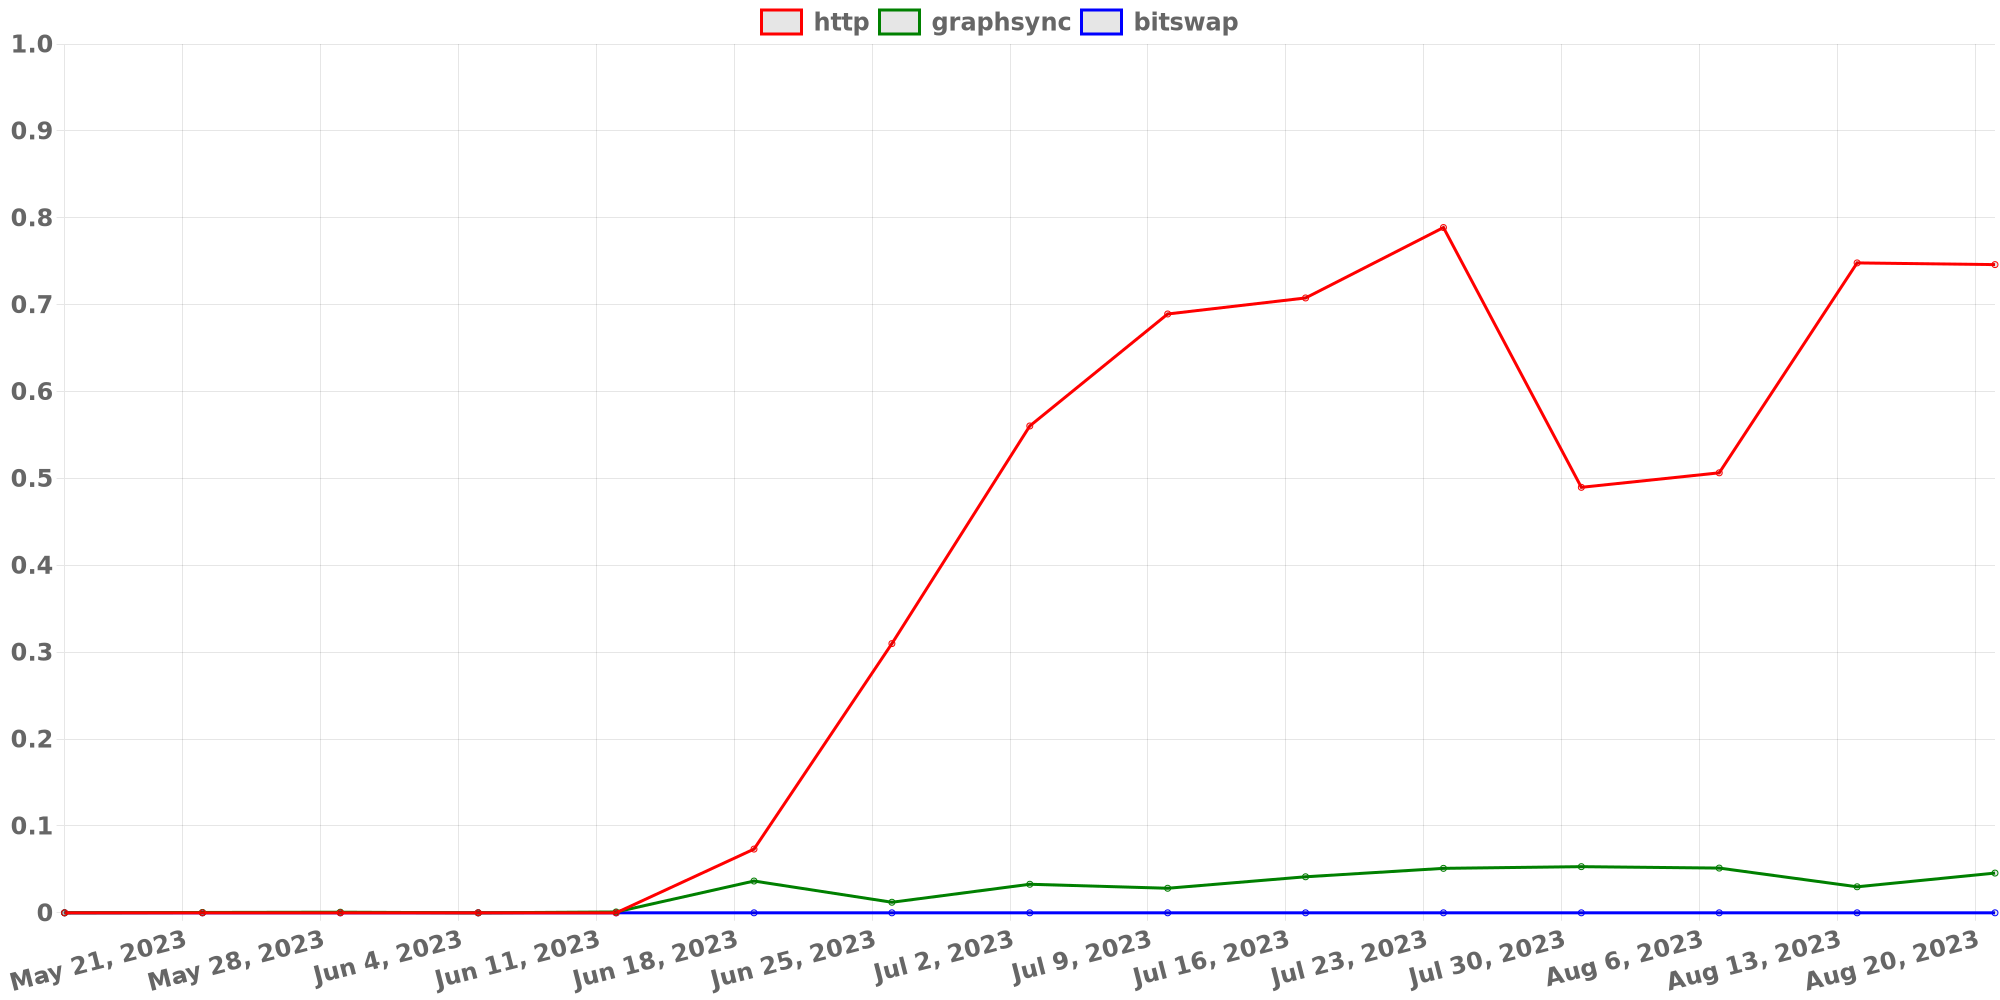 http graphsync bitswap
1.0
0.9
0.8
0.7
0.6
0.5
0.4
0.3
0.2
0.1
0
May 21, 2023
May 28, 2023
Jun 4, 2023
Jun 11, 2023
Jun 18, 2023
Jun 25, 2023
Jul 2, 2023
Jul 9, 2023
Jul 16, 2023
Jul 23, 2023
Jul 30, 2023
Aug 6, 2023
Aug 13, 2023
Aug 20, 2023